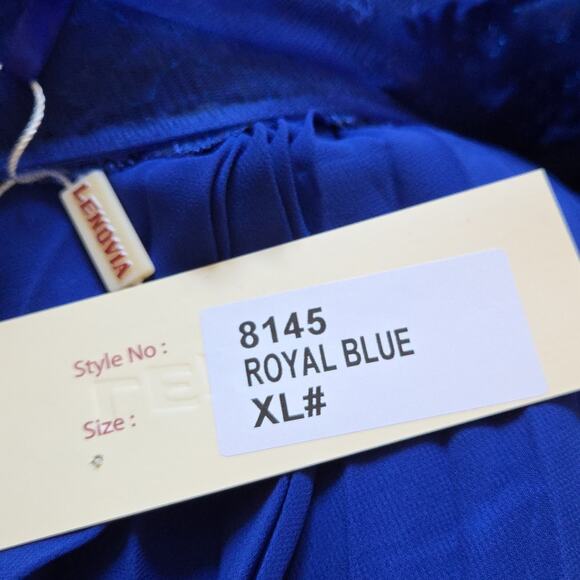 LENOVIA
Style No :
8145
ROYAL BLUE
Size :
XL#